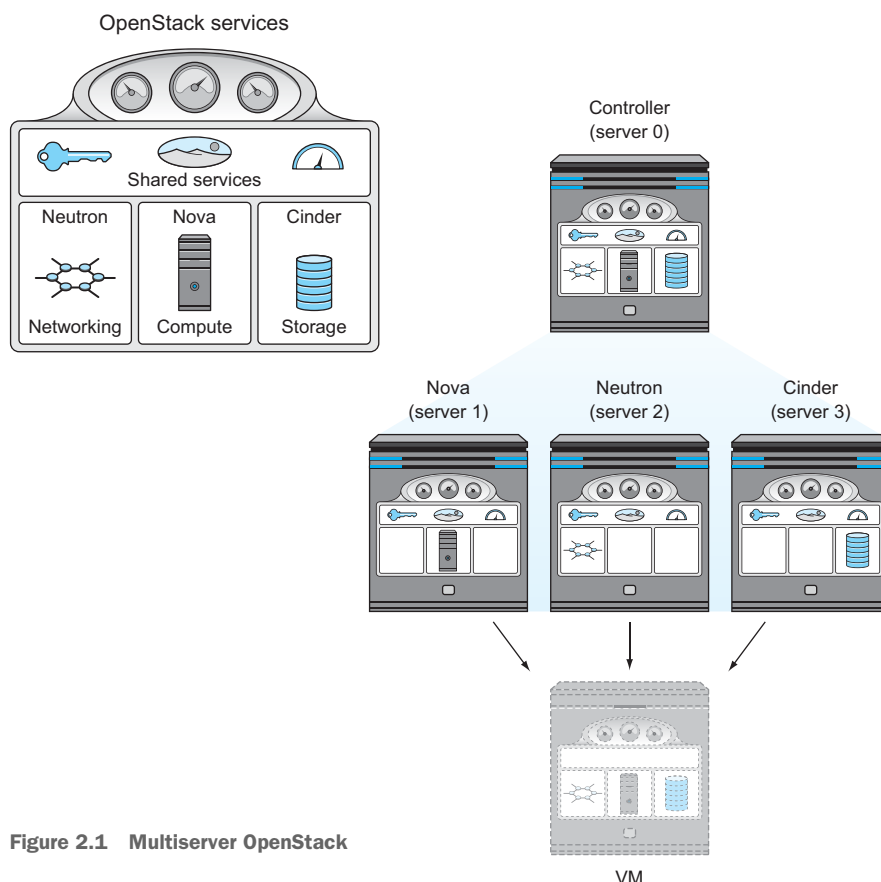 OpenStack services
Shared services
Neutron
Nova
Cinder
Networking
Compute
Storage
Controller
(server 0)
Nova
(server 1)
Neutron
(server 2)
Cinder
(server 3)
VM
Figure 2.1 Multiserver OpenStack